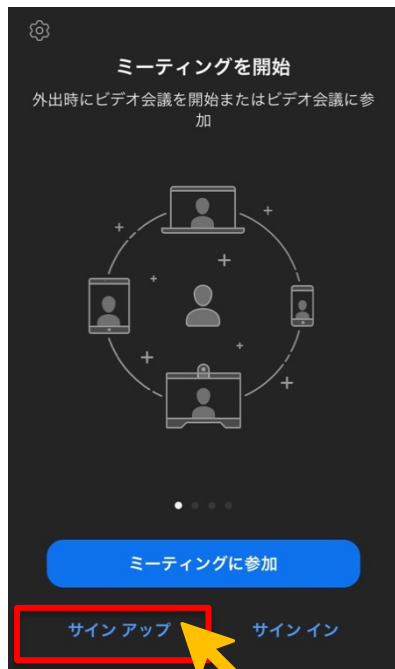 ミーティングを開始
外出時にビデオ会議を開始またはビデオ会議に参
加
ミーティングに参加
サイン アップ
サイン イン